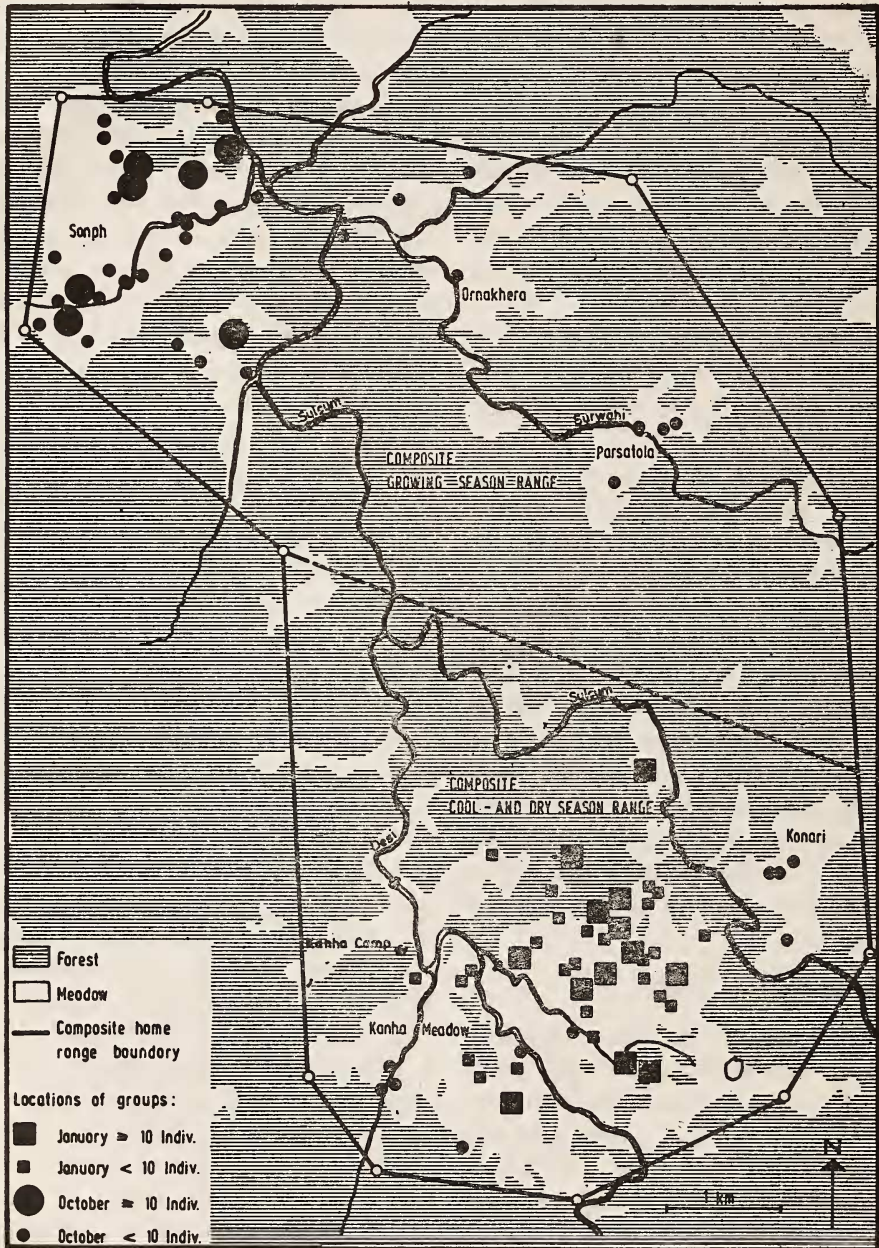 Sonph
Ornakhera
Sulcum
Surwahi
Parsatola
COMPOSITE
GROWING SEASON RANGE
Sulcum
COMPOSITE
COOL - AND DRY SEASON RANGE
Desi
Konari
Kanha Camp
Kanha Meadow
Forest
Meadow
Composite home
range boundary
Locations of groups:
January ≥ 10 Indiv.
January < 10 Indiv.
October ≥ 10 Indiv.
October < 10 Indiv.
N
1 km